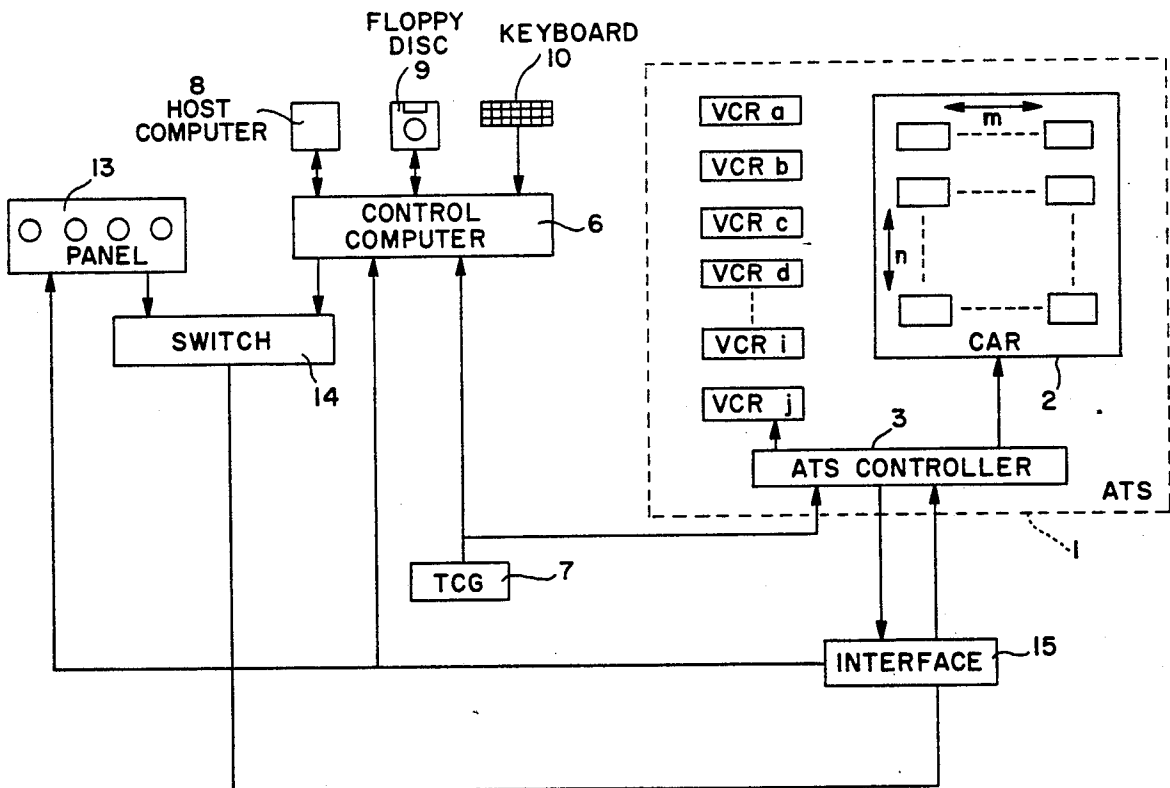 FLOPPY
DISC
9
KEYBOARD
10
8
HOST
COMPUTER
13
PANEL
CONTROL
COMPUTER
6
SWITCH
14
VCR a
VCR b
VCR c
VCR d
VCR i
VCR j
m
n
CAR
2
3
ATS CONTROLLER
ATS
1
TCG
7
INTERFACE
15